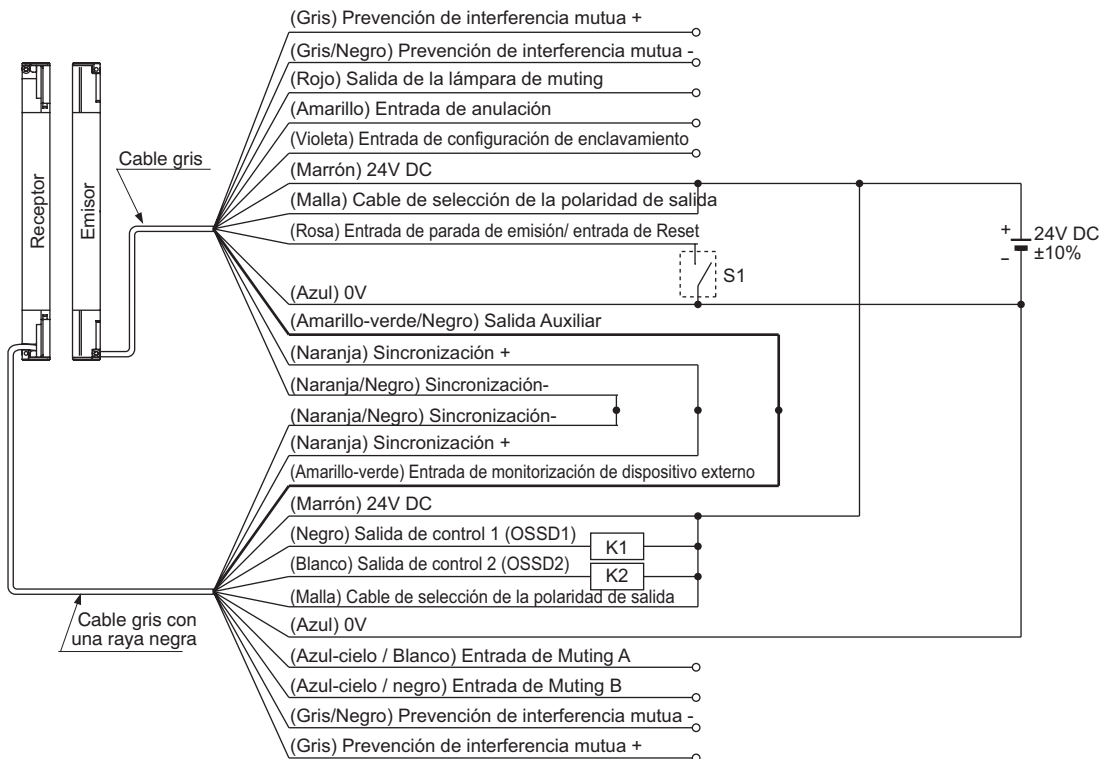 (Gris) Prevención de interferencia mutua +
(Gris/Negro) Prevención de interferencia mutua -
(Rojo) Salida de la lámpara de muting
(Amarillo) Entrada de anulación
(Violeta) Entrada de configuración de enclavamiento
(Marrón) 24V DC
(Malla) Cable de selección de la polaridad de salida
(Rosa) Entrada de parada de emisión/ entrada de Reset
Cable gris
Receptor
Emisor
+
-
24V DC
±10%
S1
(Azul) 0V
(Amarillo-verde/Negro) Salida Auxiliar
(Naranja) Sincronización +
(Naranja/Negro) Sincronización-
(Naranja/Negro) Sincronización-
(Naranja) Sincronización +
(Amarillo-verde) Entrada de monitorización de dispositivo externo
(Marrón) 24V DC
(Negro) Salida de control 1 (OSSD1)
K1
(Blanco) Salida de control 2 (OSSD2)
K2
(Malla) Cable de selección de la polaridad de salida
Cable gris con
una raya negra
(Azul) 0V
(Azul-cielo / Blanco) Entrada de Muting A
(Azul-cielo / negro) Entrada de Muting B
(Gris/Negro) Prevención de interferencia mutua -
(Gris) Prevención de interferencia mutua +